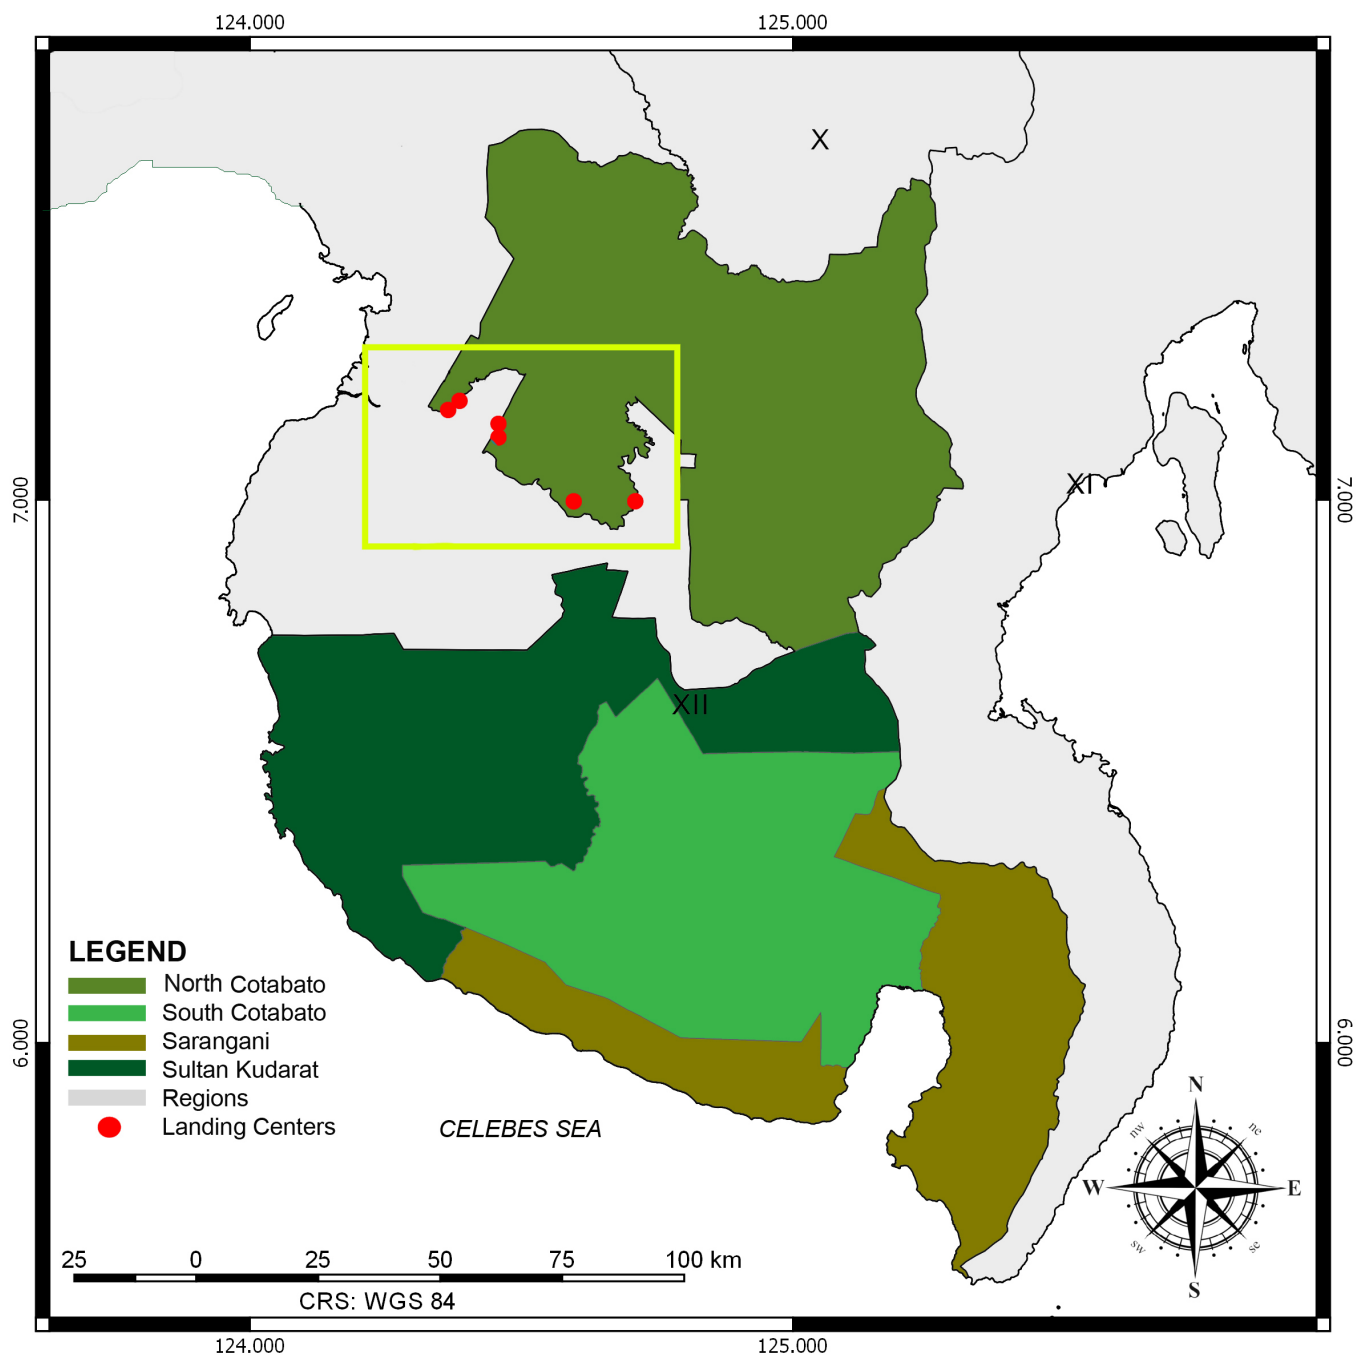 124.000 125.000
X
7.000 XI 7.000
XII
LEGEND
North Cotabato
South Cotabato
Sarangani
Sultan Kudarat
Regions
Landing Centers
6.000 6.000
CELEBES SEA
N
nw ne
W E
sw se
S
25 0 25 50 75 100 km
CRS: WGS 84
124.000 125.000